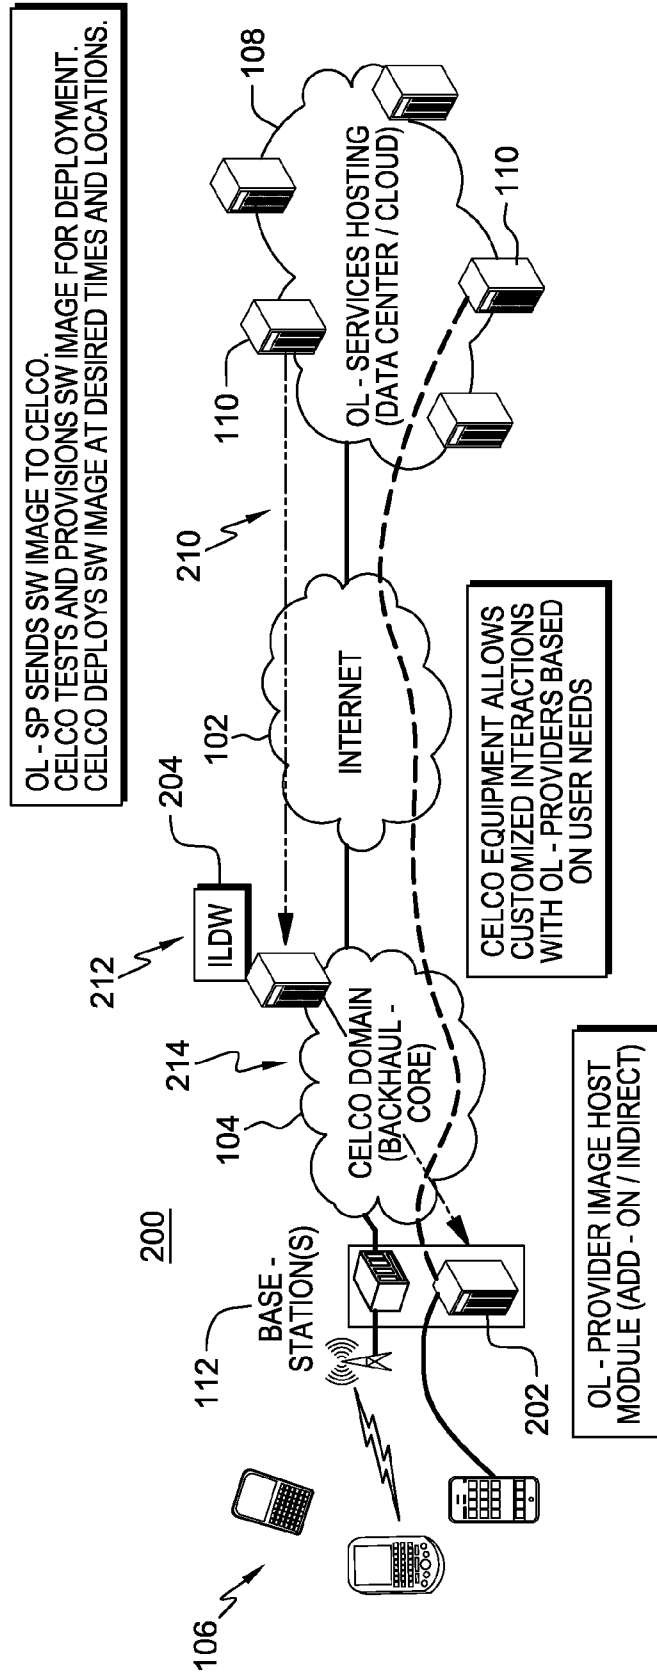 OL - SP SENDS SW IMAGE TO CELCO.
CELCO TESTS AND PROVISIONS SW IMAGE FOR DEPLOYMENT.
CELCO DEPLOYS SW IMAGE AT DESIRED TIMES AND LOCATIONS.
200
212
204
ILDW
214
104
CELCO DOMAIN
(BACKHAUL -
CORE)
102
INTERNET
210
110
108
OL - SERVICES HOSTING
(DATA CENTER / CLOUD)
110
112
BASE -
STATION(S)
106
202
CELCO EQUIPMENT ALLOWS
CUSTOMIZED INTERACTIONS
WITH OL - PROVIDERS BASED
ON USER NEEDS
OL - PROVIDER IMAGE HOST
MODULE (ADD - ON / INDIRECT)